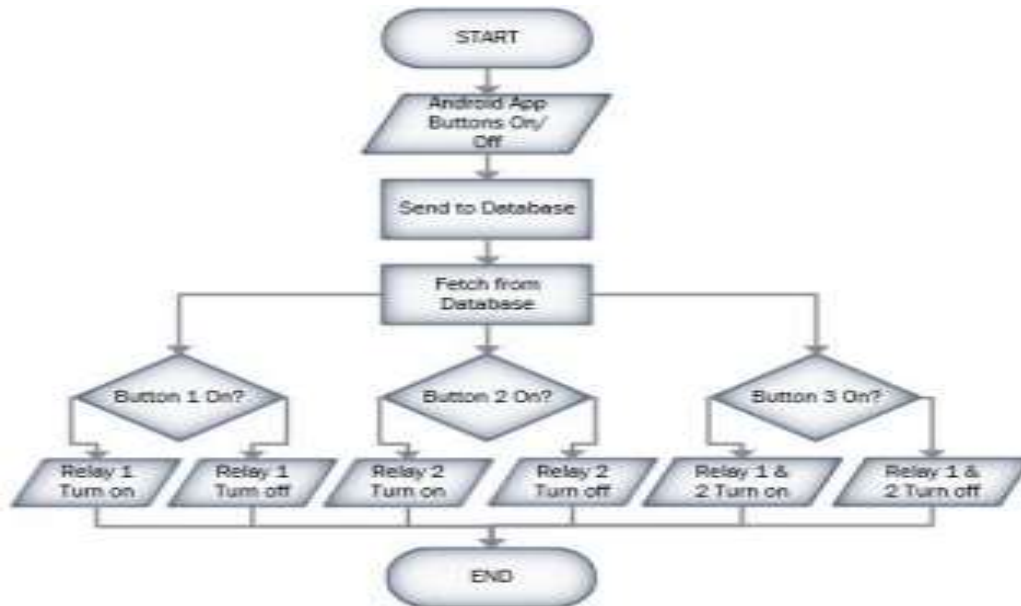 START
Android App
Buttons On/
Off
Send to Database
Fetch from
Database
Button 1 On?
Button 2 On?
Button 3 On?
Relay 1
Turn on
Relay 1
Turn off
Relay 2
Turn on
Relay 2
Turn off
Relay 1 &
2 Turn on
Relay 1 &
2 Turn off
END